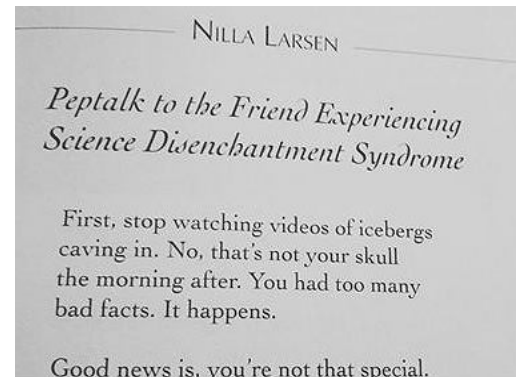 NILLA LARSEN
Peptalk to the Friend Experiencing
Science Disenchantment Syndrome
First, stop watching videos of icebergs
caving in. No, that's not your skull
the morning after. You had too many
bad facts. It happens.
Good news is, you're not that special.